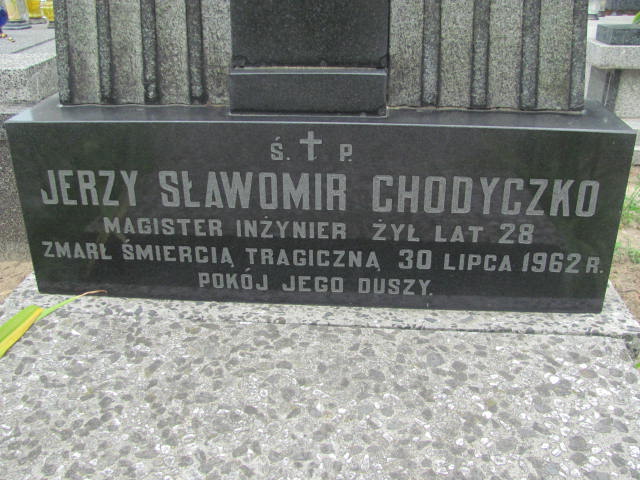 Ś. † P.
JERZY SŁAWOMIR CHODYCZKO
MAGISTER INŻYNIER ŻYŁ LAT 28
ZMARŁ ŚMIERCIĄ TRAGICZNĄ 30 LIPCA 1962 R.
POKÓJ JEGO DUSZY.